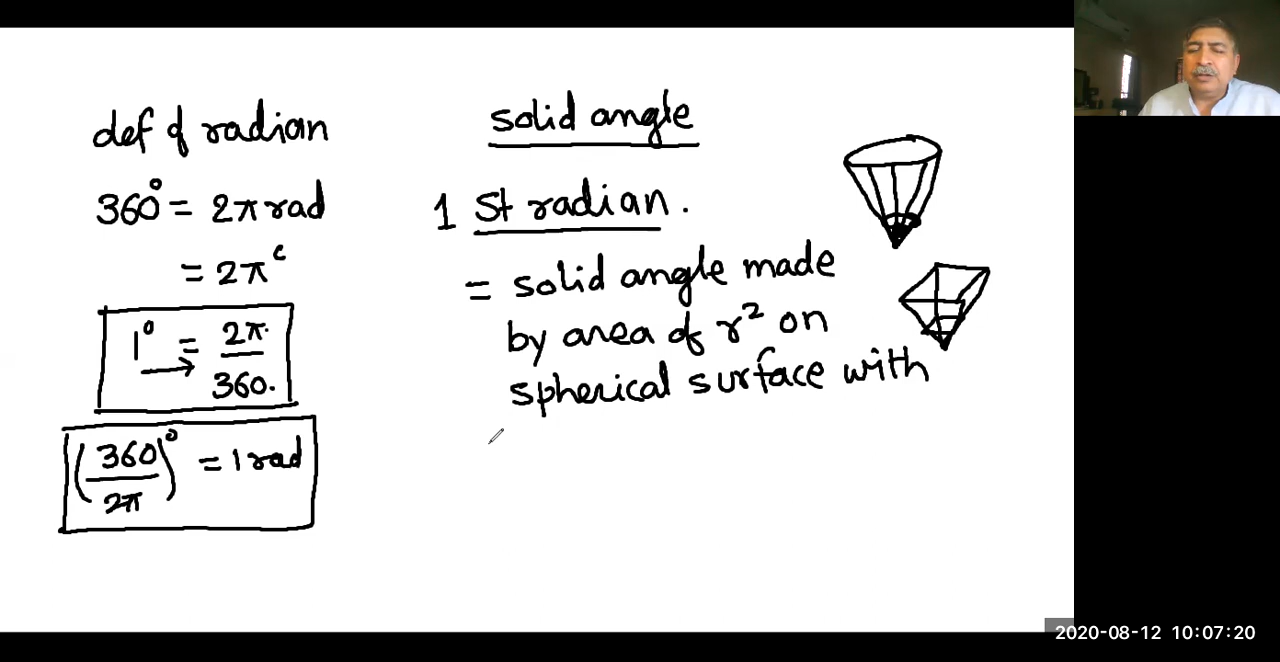 def of radian
360° = 2π rad
= 2π^c
1° = 2π/360.
(360/2π)° = 1 rad
solid angle
1 St radian.
= solid angle made
by area of r² on
spherical surface with
2020-08-12 10:07:20